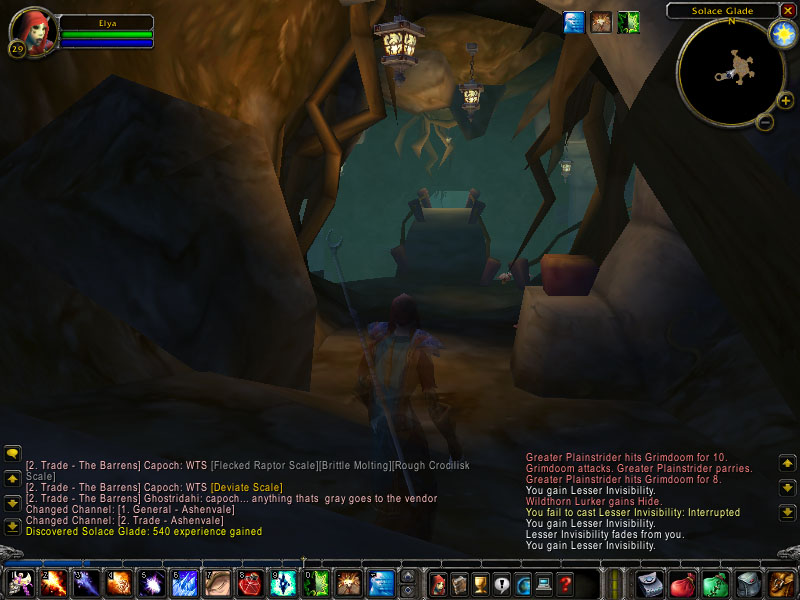 Elya
29
Solace Glade
N
[2. Trade - The Barrens] Capoch: WTS [Flecked Raptor Scale][Brittle Molting][Rough Crocilisk
Scale]
[2. Trade - The Barrens] Capoch: WTS [Deviate Scale]
[2. Trade - The Barrens] Ghostridahi: capoch... anything thats  gray goes to the vendor
Changed Channel: [1. General - Ashenvale]
Changed Channel: [2. Trade - Ashenvale]
Discovered Solace Glade: 540 experience gained
Greater Plainstrider hits Grimdoom for 10.
Grimdoom attacks. Greater Plainstrider parries.
Greater Plainstrider hits Grimdoom for 8.
You gain Lesser Invisibility.
Wildthorn Lurker gains Hide.
You fail to cast Lesser Invisibility: Interrupted
You gain Lesser Invisibility.
Lesser Invisibility fades from you.
You gain Lesser Invisibility.